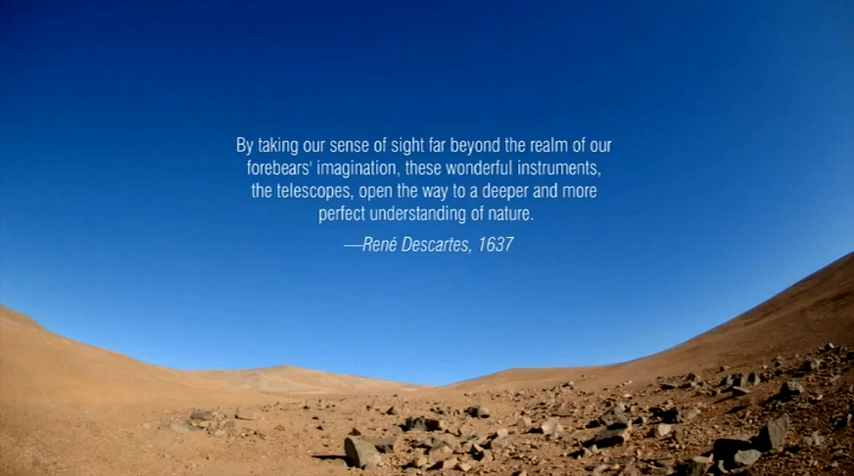 By taking our sense of sight far beyond the realm of our
forebears' imagination, these wonderful instruments,
the telescopes, open the way to a deeper and more
perfect understanding of nature.
—René Descartes, 1637